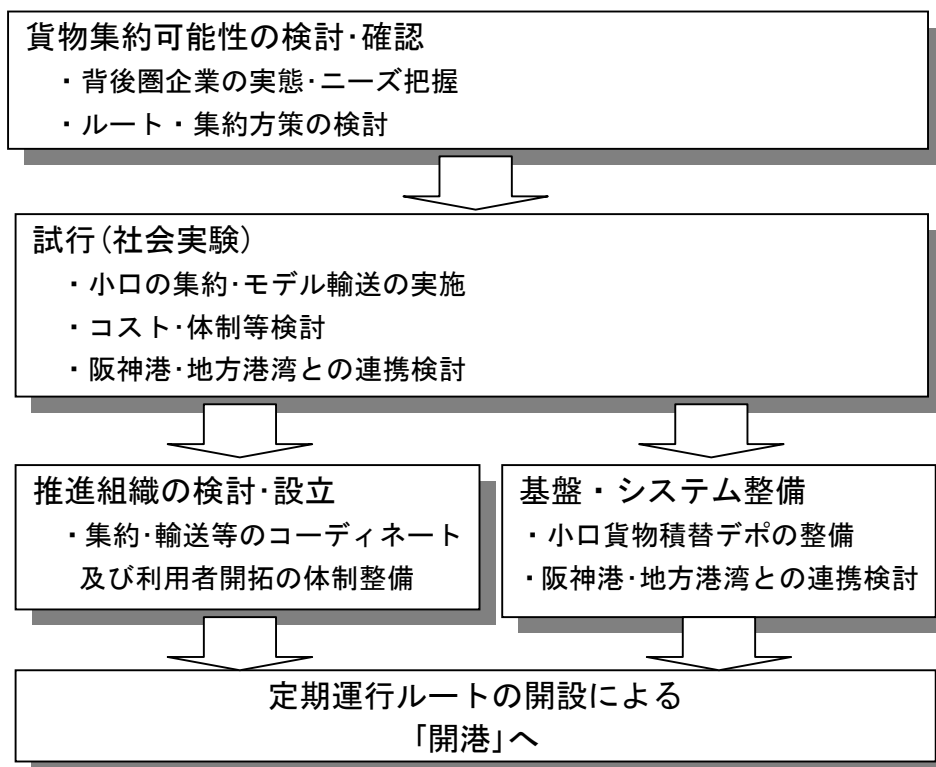 貨物集約可能性の検討･確認
・背後圏企業の実態･ニーズ把握
・ルート・集約方策の検討
試行(社会実験)
・小口の集約･モデル輸送の実施
・コスト･体制等検討
・阪神港･地方港湾との連携検討
推進組織の検討･設立
・集約･輸送等のコーディネート
及び利用者開拓の体制整備
基盤・システム整備
・小口貨物積替デポの整備
・阪神港･地方港湾との連携検討
定期運行ルートの開設による
｢開港｣へ